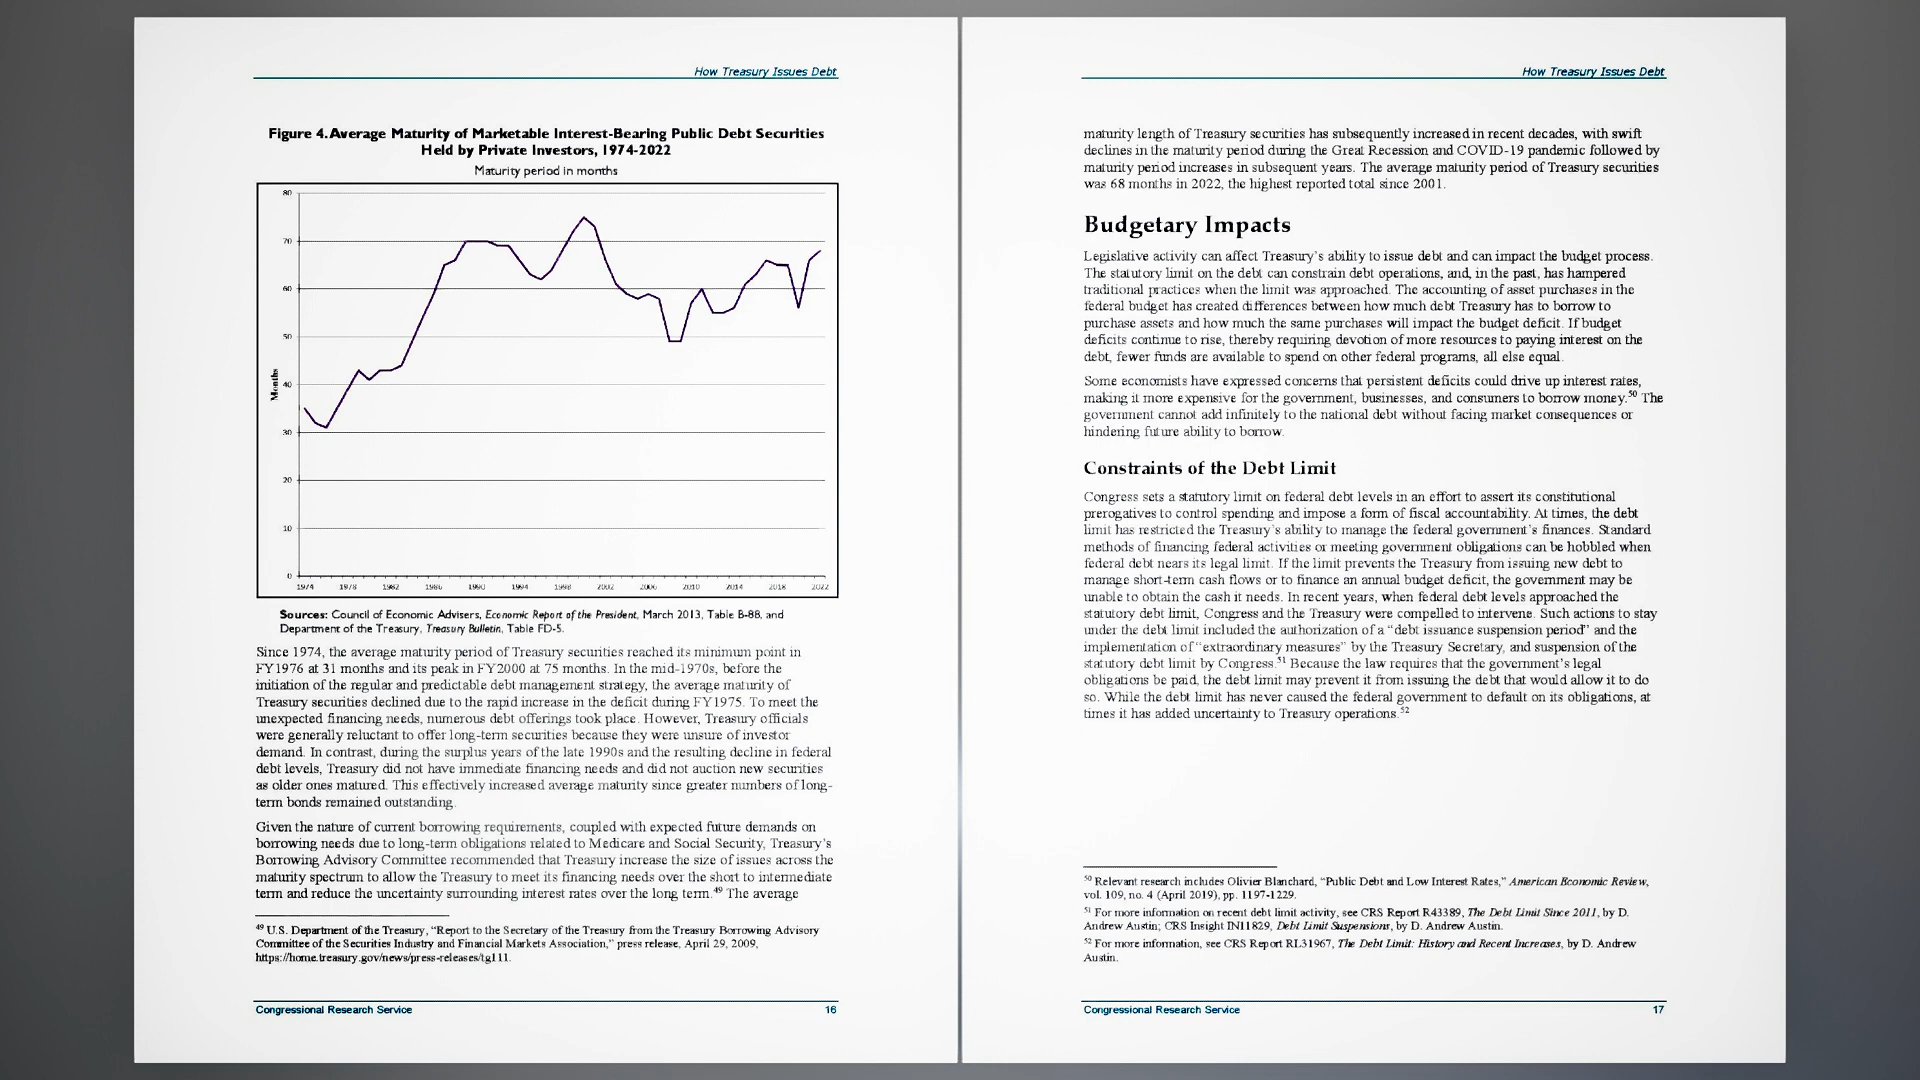 How Treasury Issues Debt
Figure 4. Average Maturity of Marketable Interest-Bearing Public Debt Securities
Held by Private Investors, 1974-2022
Maturity period in months
80
70
60
50
40
30
20
10
0
Months
1974 1978 1982 1986 1990 1994 1998 2002 2006 2010 2014 2018 2022
Sources: Council of Economic Advisers, Economic Report of the President, March 2013, Table B-88, and
Department of the Treasury, Treasury Bulletin, Table FD-5.
Since 1974, the average maturity period of Treasury securities reached its minimum point in
FY1976 at 31 months and its peak in FY2000 at 75 months. In the mid-1970s, before the
initiation of the regular and predictable debt management strategy, the average maturity of
Treasury securities declined due to the rapid increase in the deficit during FY1975. To meet the
unexpected financing needs, numerous debt offerings took place. However, Treasury officials
were generally reluctant to offer long-term securities because they were unsure of investor
demand. In contrast, during the surplus years of the late 1990s and the resulting decline in federal
debt levels, Treasury did not have immediate financing needs and did not auction new securities
as older ones matured. This effectively increased average maturity since greater numbers of long-
term bonds remained outstanding.
Given the nature of current borrowing requirements, coupled with expected future demands on
borrowing needs due to long-term obligations related to Medicare and Social Security, Treasury's
Borrowing Advisory Committee recommended that Treasury increase the size of issues across the
maturity spectrum to allow the Treasury to meet its financing needs over the short to intermediate
term and reduce the uncertainty surrounding interest rates over the long term.49 The average
49 U.S. Department of the Treasury, “Report to the Secretary of the Treasury from the Treasury Borrowing Advisory
Committee of the Securities Industry and Financial Markets Association,” press release, April 29, 2009,
https://home.treasury.gov/news/press-releases/tg111.
Congressional Research Service 16
How Treasury Issues Debt
maturity length of Treasury securities has subsequently increased in recent decades, with swift
declines in the maturity period during the Great Recession and COVID-19 pandemic followed by
maturity period increases in subsequent years. The average maturity period of Treasury securities
was 68 months in 2022, the highest reported total since 2001.
Budgetary Impacts
Legislative activity can affect Treasury's ability to issue debt and can impact the budget process.
The statutory limit on the debt can constrain debt operations, and, in the past, has hampered
traditional practices when the limit was approached. The accounting of asset purchases in the
federal budget has created differences between how much debt Treasury has to borrow to
purchase assets and how much the same purchases will impact the budget deficit. If budget
deficits continue to rise, thereby requiring devotion of more resources to paying interest on the
debt, fewer funds are available to spend on other federal programs, all else equal.
Some economists have expressed concerns that persistent deficits could drive up interest rates,
making it more expensive for the government, businesses, and consumers to borrow money.50 The
government cannot add infinitely to the national debt without facing market consequences or
hindering future ability to borrow.
Constraints of the Debt Limit
Congress sets a statutory limit on federal debt levels in an effort to assert its constitutional
prerogatives to control spending and impose a form of fiscal accountability. At times, the debt
limit has restricted the Treasury's ability to manage the federal government's finances. Standard
methods of financing federal activities or meeting government obligations can be hobbled when
federal debt nears its legal limit. If the limit prevents the Treasury from issuing new debt to
manage short-term cash flows or to finance an annual budget deficit, the government may be
unable to obtain the cash it needs. In recent years, when federal debt levels approached the
statutory debt limit, Congress and the Treasury were compelled to intervene. Such actions to stay
under the debt limit included the authorization of a “debt issuance suspension period” and the
implementation of “extraordinary measures” by the Treasury Secretary, and suspension of the
statutory debt limit by Congress.51 Because the law requires that the government's legal
obligations be paid, the debt limit may prevent it from issuing the debt that would allow it to do
so. While the debt limit has never caused the federal government to default on its obligations, at
times it has added uncertainty to Treasury operations.52
50 Relevant research includes Olivier Blanchard, “Public Debt and Low Interest Rates,” American Economic Review,
vol. 109, no. 4 (April 2019), pp. 1197-1229.
51 For more information on recent debt limit activity, see CRS Report R43389, The Debt Limit Since 2011, by D.
Andrew Austin; CRS Insight IN11829, Debt Limit Suspensions, by D. Andrew Austin.
52 For more information, see CRS Report RL31967, The Debt Limit: History and Recent Increases, by D. Andrew
Austin.
Congressional Research Service 17